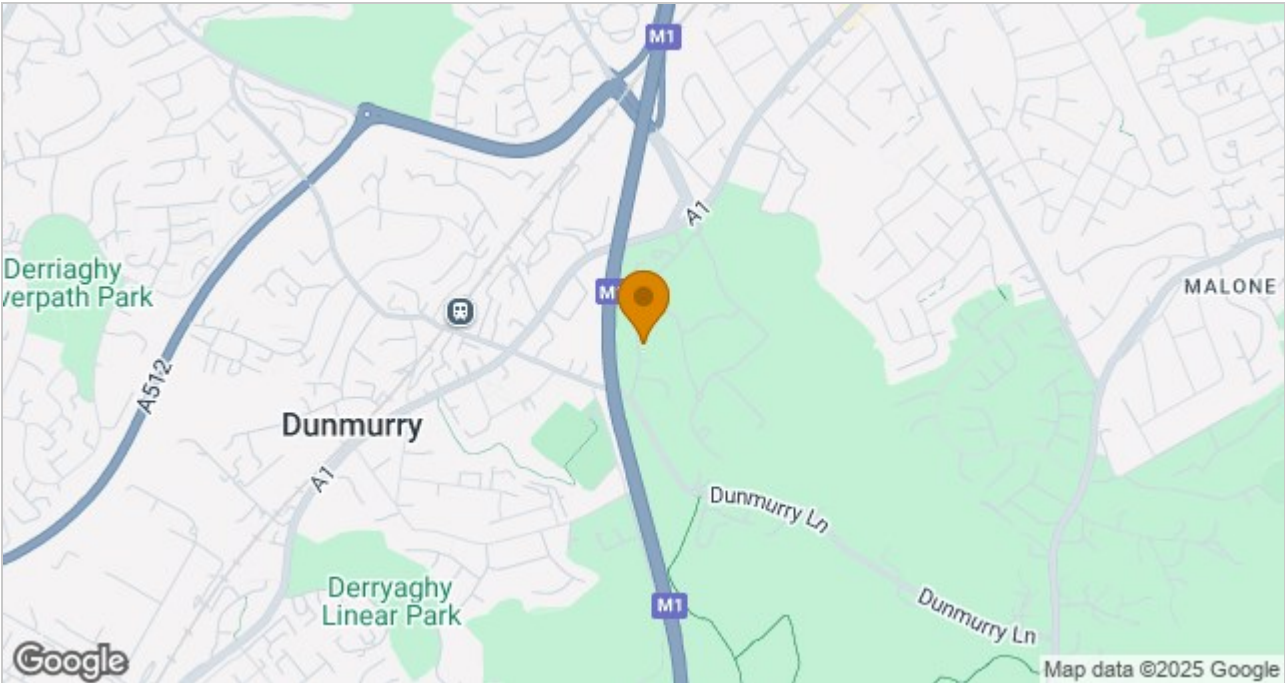 M1
A1
Derriaghy
verpath Park
M
MALONE
A512
Dunmurry
A1
Dunmurry Ln
Derryaghy
Linear Park
M1
Dunmurry Ln
Google
Map data ©2025 Google